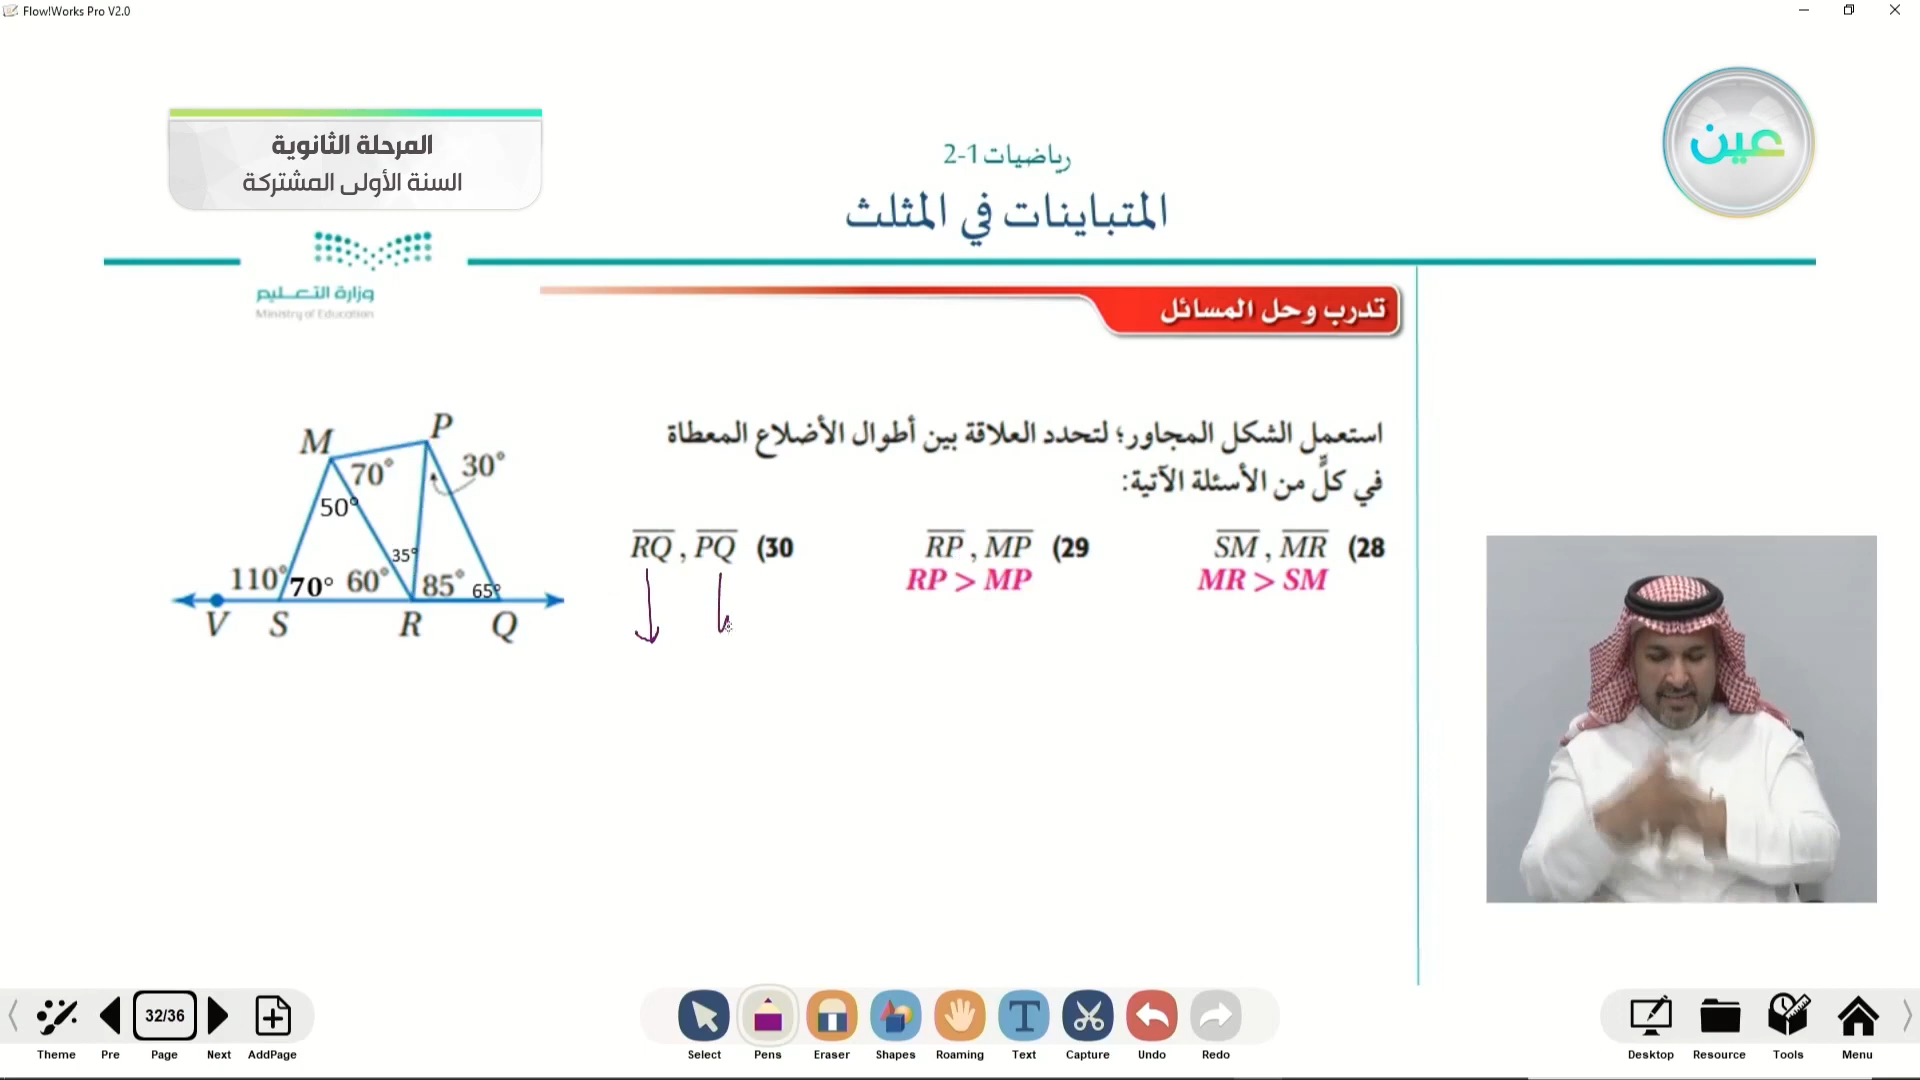 FlowWorks Pro V2.0
المرحلة الثانوية
السنة الأولى المشتركة
رياضيات 1-2
المتباينات في المثلث
عين
وزارة التعـــليم
Ministry of Education
تدرب وحل المسائل
استعمل الشكل المجاور؛ لتحدد العلاقة بين أطوال الأضلاع المعطاة
في كلٍّ من الأسئلة الآتية:
28) SM , MR
MR > SM
29) RP , MP
RP > MP
30) RQ , PQ
M P
70° 30°
50°
35°
110° 70° 60° 85° 65°
V S R Q
32/36
Theme Pre Page Next AddPage
Select Pens Eraser Shapes Roaming Text Capture Undo Redo
Desktop Resource Tools Menu